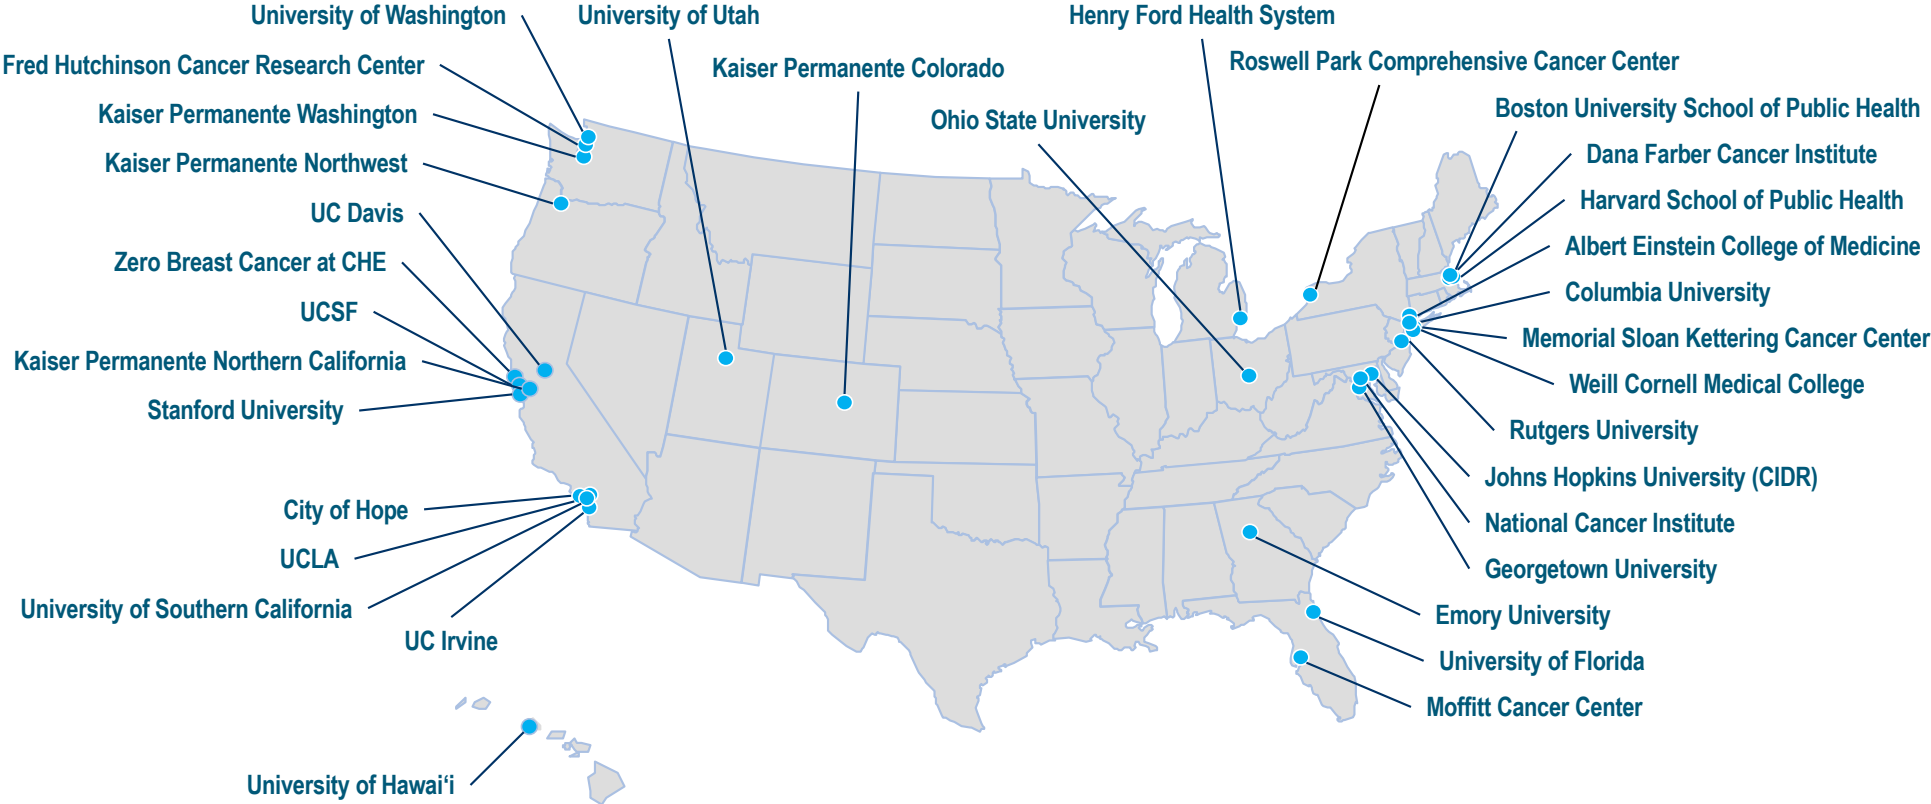 University of Washington
University of Utah
Henry Ford Health System
Fred Hutchinson Cancer Research Center
Kaiser Permanente Colorado
Roswell Park Comprehensive Cancer Center
Kaiser Permanente Washington
Ohio State University
Boston University School of Public Health
Kaiser Permanente Northwest
Dana Farber Cancer Institute
UC Davis
Harvard School of Public Health
Zero Breast Cancer at CHE
Albert Einstein College of Medicine
UCSF
Columbia University
Kaiser Permanente Northern California
Memorial Sloan Kettering Cancer Center
Stanford University
Weill Cornell Medical College
Rutgers University
Johns Hopkins University (CIDR)
City of Hope
National Cancer Institute
UCLA
Georgetown University
University of Southern California
Emory University
UC Irvine
University of Florida
Moffitt Cancer Center
University of Hawai‘i